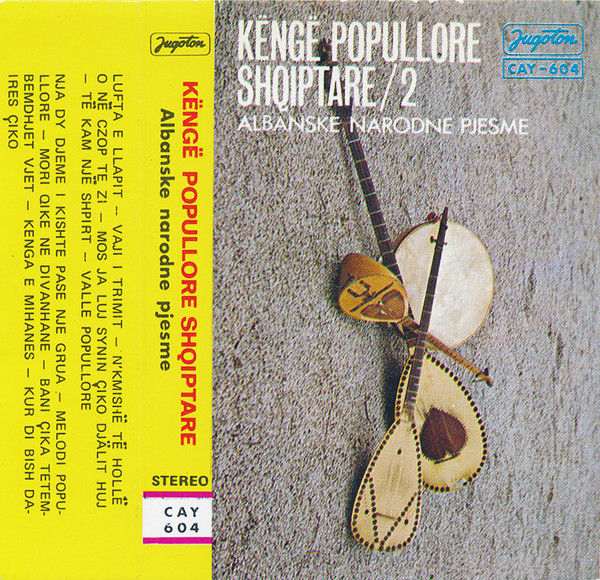 LUFTA E LLAPIT – VAJI I TRIMIT – N'KMISHË TË HOLLË
O NË CZOP TË ZI – MOS JA LUJ SYNIN ÇIKO DJÄLIT HUJ
– TË KAM NJË SHPIRT – VALLE POPULLORE
NJA DY DJEME I KISHTE PASE NJE GRUA – MELODI POPU-
LLORE – MORI QIKE NE DIVANHANE – BANI ÇIKA TETEM-
BEMDHJET VJET – KENGA E MIHANES – KUR DI BISH DA-
IRES ÇIKO
Jugoton
KËNGË POPULLORE SHQIPTARE
Albanske narodne pjesme
STEREO
CAY
604
KËNGË POPULLORE
SHQIPTARE/2
ALBANSKE NARODNE PJESME
Jugoton
CAY-604